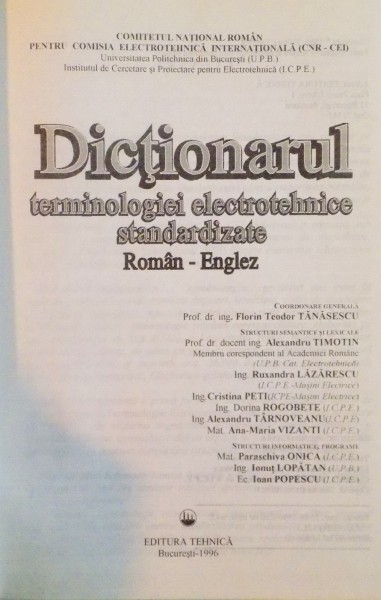 COMITETUL NAȚIONAL ROMÂN
PENTRU COMISIA ELECTROTEHNICĂ INTERNAȚIONALĂ (CNR - CEI)
Universitatea Politehnica din București (U.P.B.)
Institutul de Cercetare și Proiectare pentru Electrotehnică (I.C.P.E.)
Dicționarul
terminologiei electrotehnice
standardizate
Român - Englez
COORDONARE GENERALĂ
Prof. dr. ing. Florin Teodor TĂNĂSESCU
STRUCTURI SEMANTICE ȘI LEXICALE
Prof. dr. docent ing. Alexandru TIMOTIN
Membru corespondent al Academiei Române
(U.P.B. Cat. Electrotehnică)
Ing. Ruxandra LĂZĂRESCU
(I.C.P.E.-Mașini Electrice)
Ing. Cristina PETI (ICPE-Mașini Electrice)
Ing. Dorina ROGOBETE (I.C.P.E.)
Ing Alexandru TÂRNOVEANU (I.C.P.E)
Mat. Ana-Maria VIZANTI (I.C.P.E.)
STRUCTURI INFORMATICE, PROGRAME
Mat. Paraschiva ONICA (I.C.P.E.)
Ing. Ionuț LOPĂTAN (U.P.B.)
Ec. Ioan POPESCU (I.C.P.E.)
EDITURA TEHNICĂ
București-1996